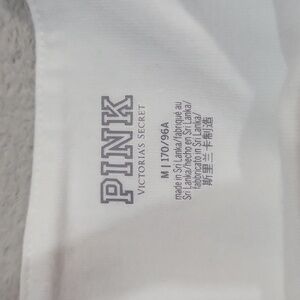 PINK
VICTORIA'S SECRET
M | 170/96A
made in Sri Lanka/fabriqué au
Sri Lanka/hecho en Sri Lanka/
fabbricato in Sri Lanka/
斯里兰卡制造